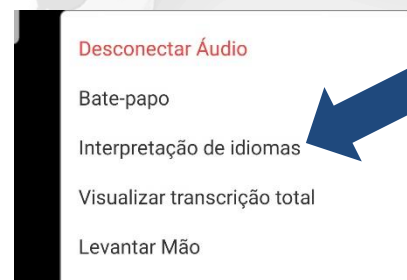 Desconectar Áudio
Bate-papo
Interpretação de idiomas
Visualizar transcrição total
Levantar Mão